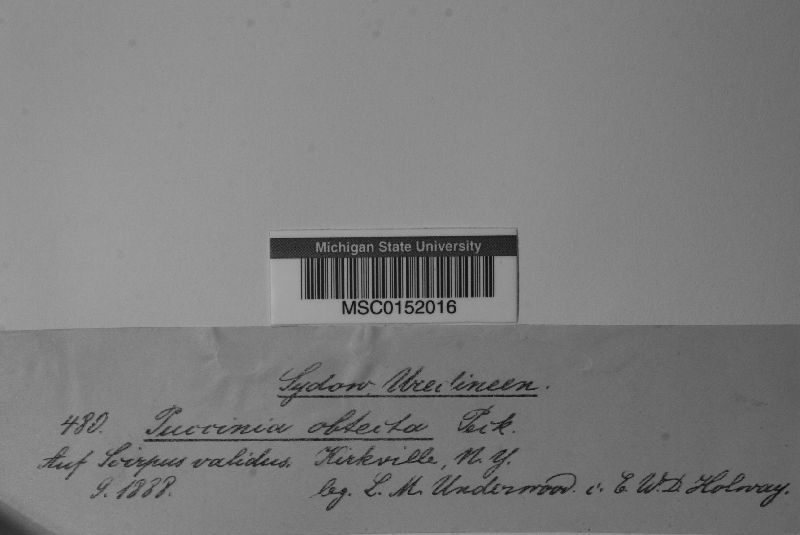 Michigan State University
MSC0152016
Sydow, Uredineen.
480. Puccinia obtecta Peck.
Auf Scirpus validus. Kirkville, N. Y.
9. 1888. leg. L. M. Underwood. c. E. W. D. Holway.